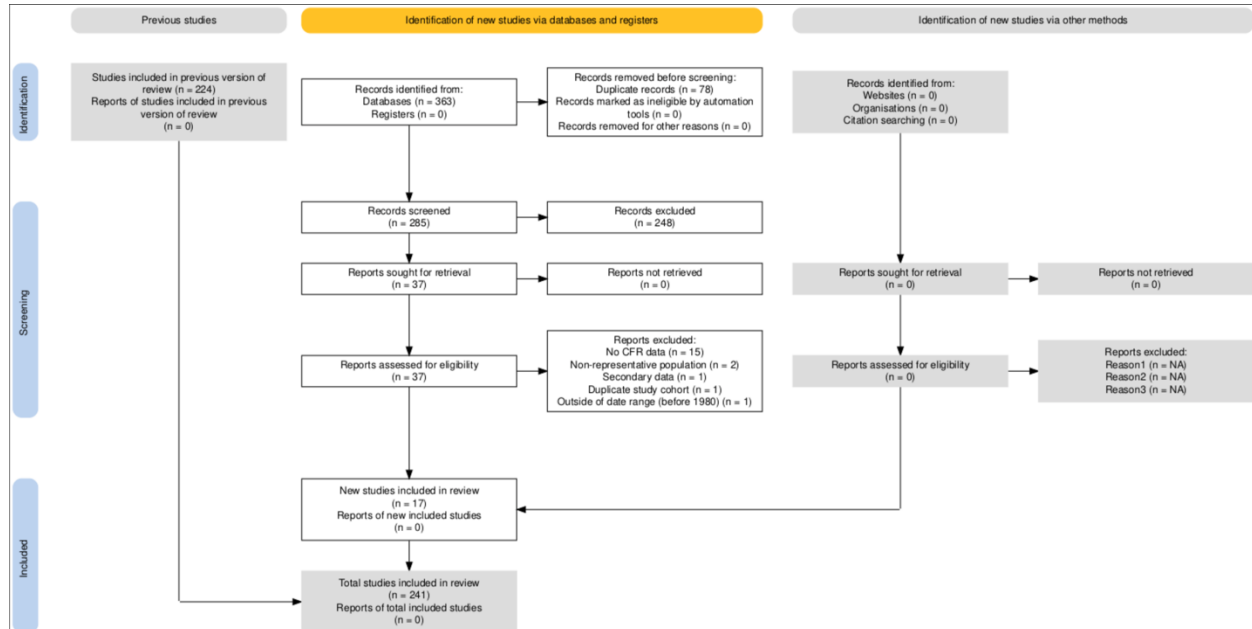 Previous studies
Identification of new studies via databases and registers
Identification of new studies via other methods
Identification
Studies included in previous version of
review (n = 224)
Reports of studies included in previous
version of review
(n = 0)
Records identified from:
Databases (n = 363)
Registers (n = 0)
Records removed before screening:
Duplicate records (n = 78)
Records marked as ineligible by automation
tools (n = 0)
Records removed for other reasons (n = 0)
Records identified from:
Websites (n = 0)
Organisations (n = 0)
Citation searching (n = 0)
Screening
Records screened
(n = 285)
Records excluded
(n = 248)
Reports sought for retrieval
(n = 37)
Reports not retrieved
(n = 0)
Reports sought for retrieval
(n = 0)
Reports not retrieved
(n = 0)
Reports assessed for eligibility
(n = 37)
Reports excluded:
No CFR data (n = 15)
Non-representative population (n = 2)
Secondary data (n = 1)
Duplicate study cohort (n = 1)
Outside of date range (before 1980) (n = 1)
Reports assessed for eligibility
(n = 0)
Reports excluded:
Reason1 (n = NA)
Reason2 (n = NA)
Reason3 (n = NA)
Included
New studies included in review
(n = 17)
Reports of new included studies
(n = 0)
Total studies included in review
(n = 241)
Reports of total included studies
(n = 0)